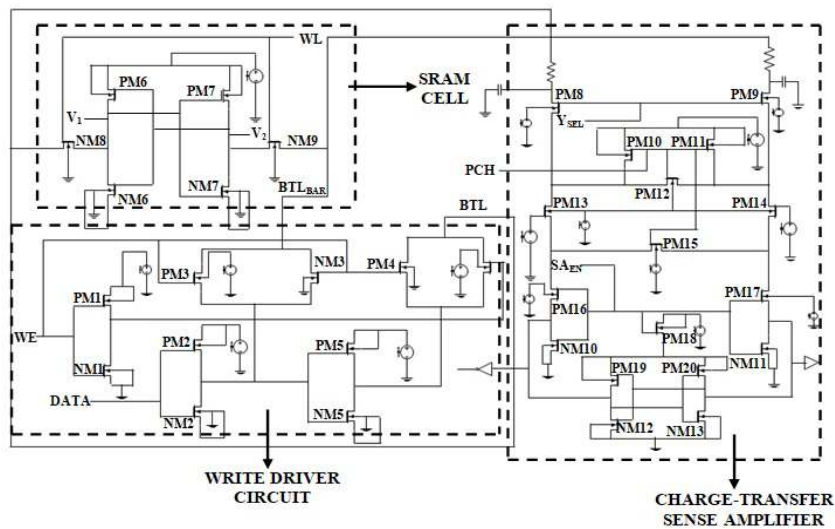 WL
PM6
PM7
SRAM
CELL
V1
V2
NM8
NM9
NM6
NM7
BTLBAR
BTL
PM8
PM9
YSEL
PM10
PM11
PCH
PM12
PM13
PM14
PM15
SAEN
PM16
PM17
PM18
NM10
NM11
PM19
PM20
NM12
NM13
PM3
NM3
PM4
PM1
WE
PM2
PM5
NM1
DATA
NM2
NM5
WRITE DRIVER
CIRCUIT
CHARGE-TRANSFER
SENSE AMPLIFIER